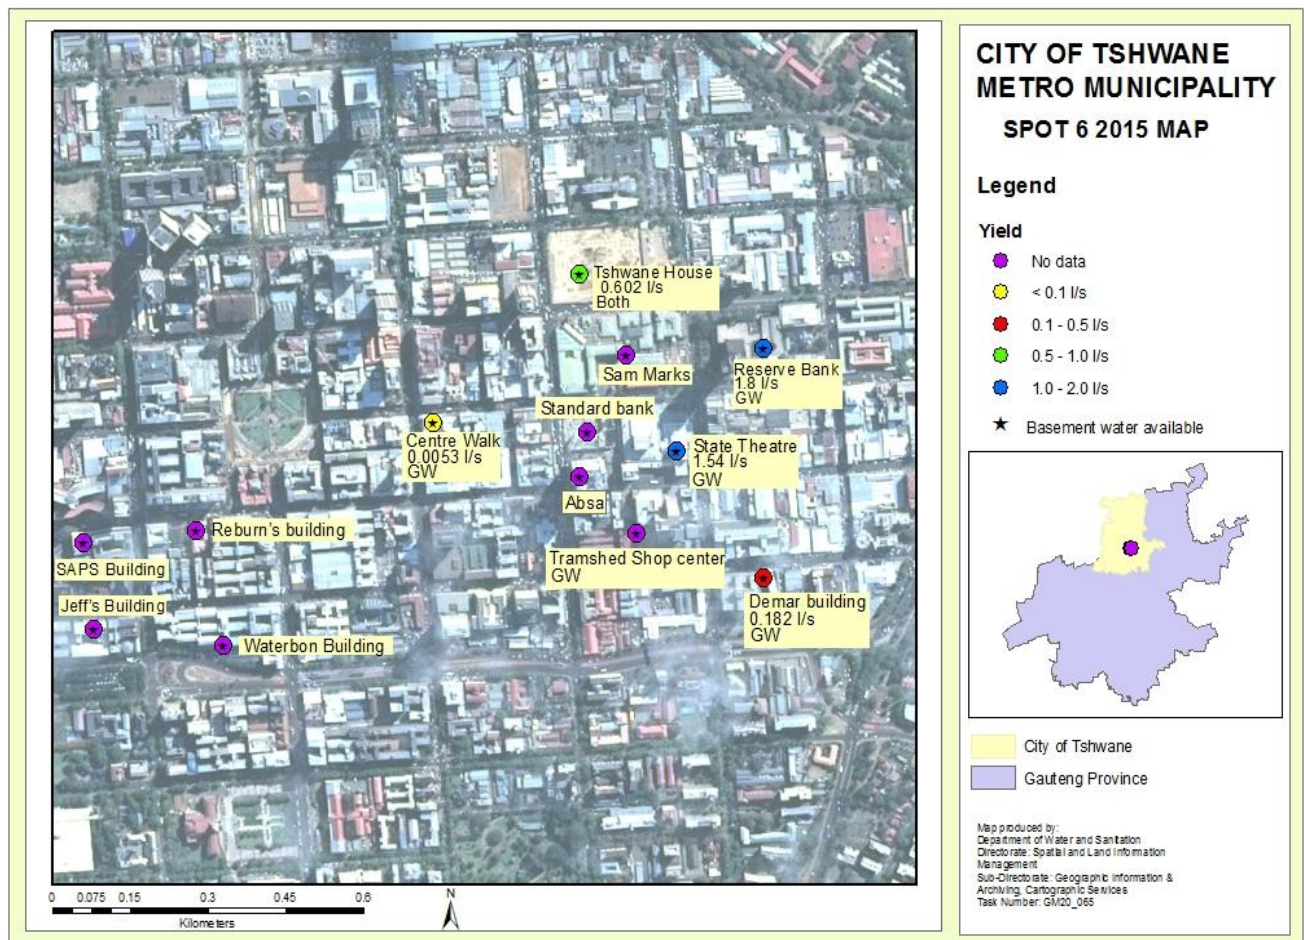 CITY OF TSHWANE
METRO MUNICIPALITY
SPOT 6 2015 MAP
Legend
Yield
No data
< 0.1 l/s
0.1 - 0.5 l/s
0.5 - 1.0 l/s
1.0 - 2.0 l/s
Basement water available
City of Tshwane
Gauteng Province
Map produced by:
Department of Water and Sanitation
Directorate: Spatial and Land Information
Management
Sub-Directorate: Geographic Information &
Archiving, Cartographic Services
Task Number: GM20_065
Tshwane House
0.602 l/s
Both
Sam Marks
Reserve Bank
1.8 l/s
GW
Standard bank
Centre Walk
0.0053 l/s
GW
State Theatre
1.54 l/s
GW
Absa
Reburn's building
SAPS Building
Tramshed Shop center
GW
Demar building
0.182 l/s
GW
Jeff's Building
Waterbon Building
0 0.075 0.15 0.3 0.45 0.6
Kilometers
N